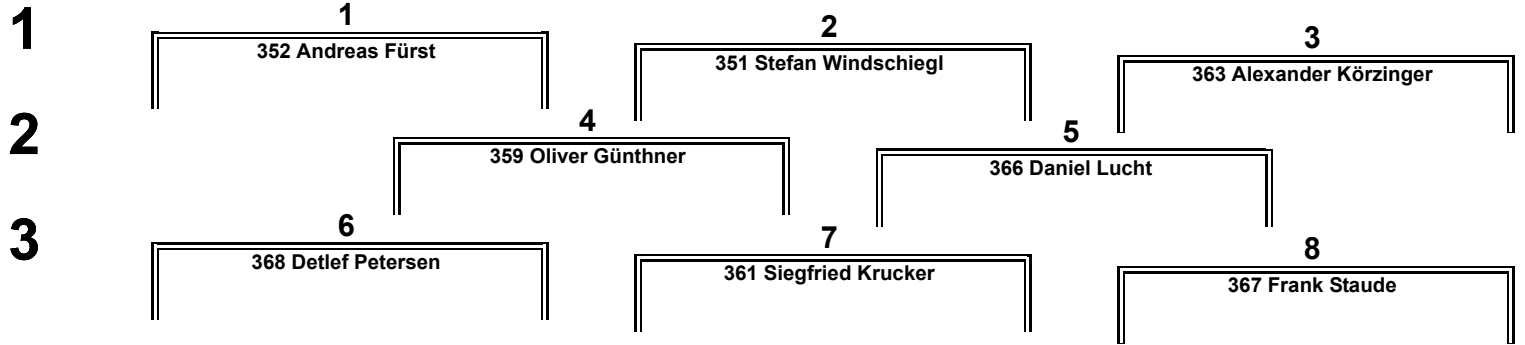 1
1
352 Andreas Fürst
2
351 Stefan Windschiegl
3
363 Alexander Körzinger
2
4
359 Oliver Günthner
5
366 Daniel Lucht
3
6
368 Detlef Petersen
7
361 Siegfried Krucker
8
367 Frank Staude